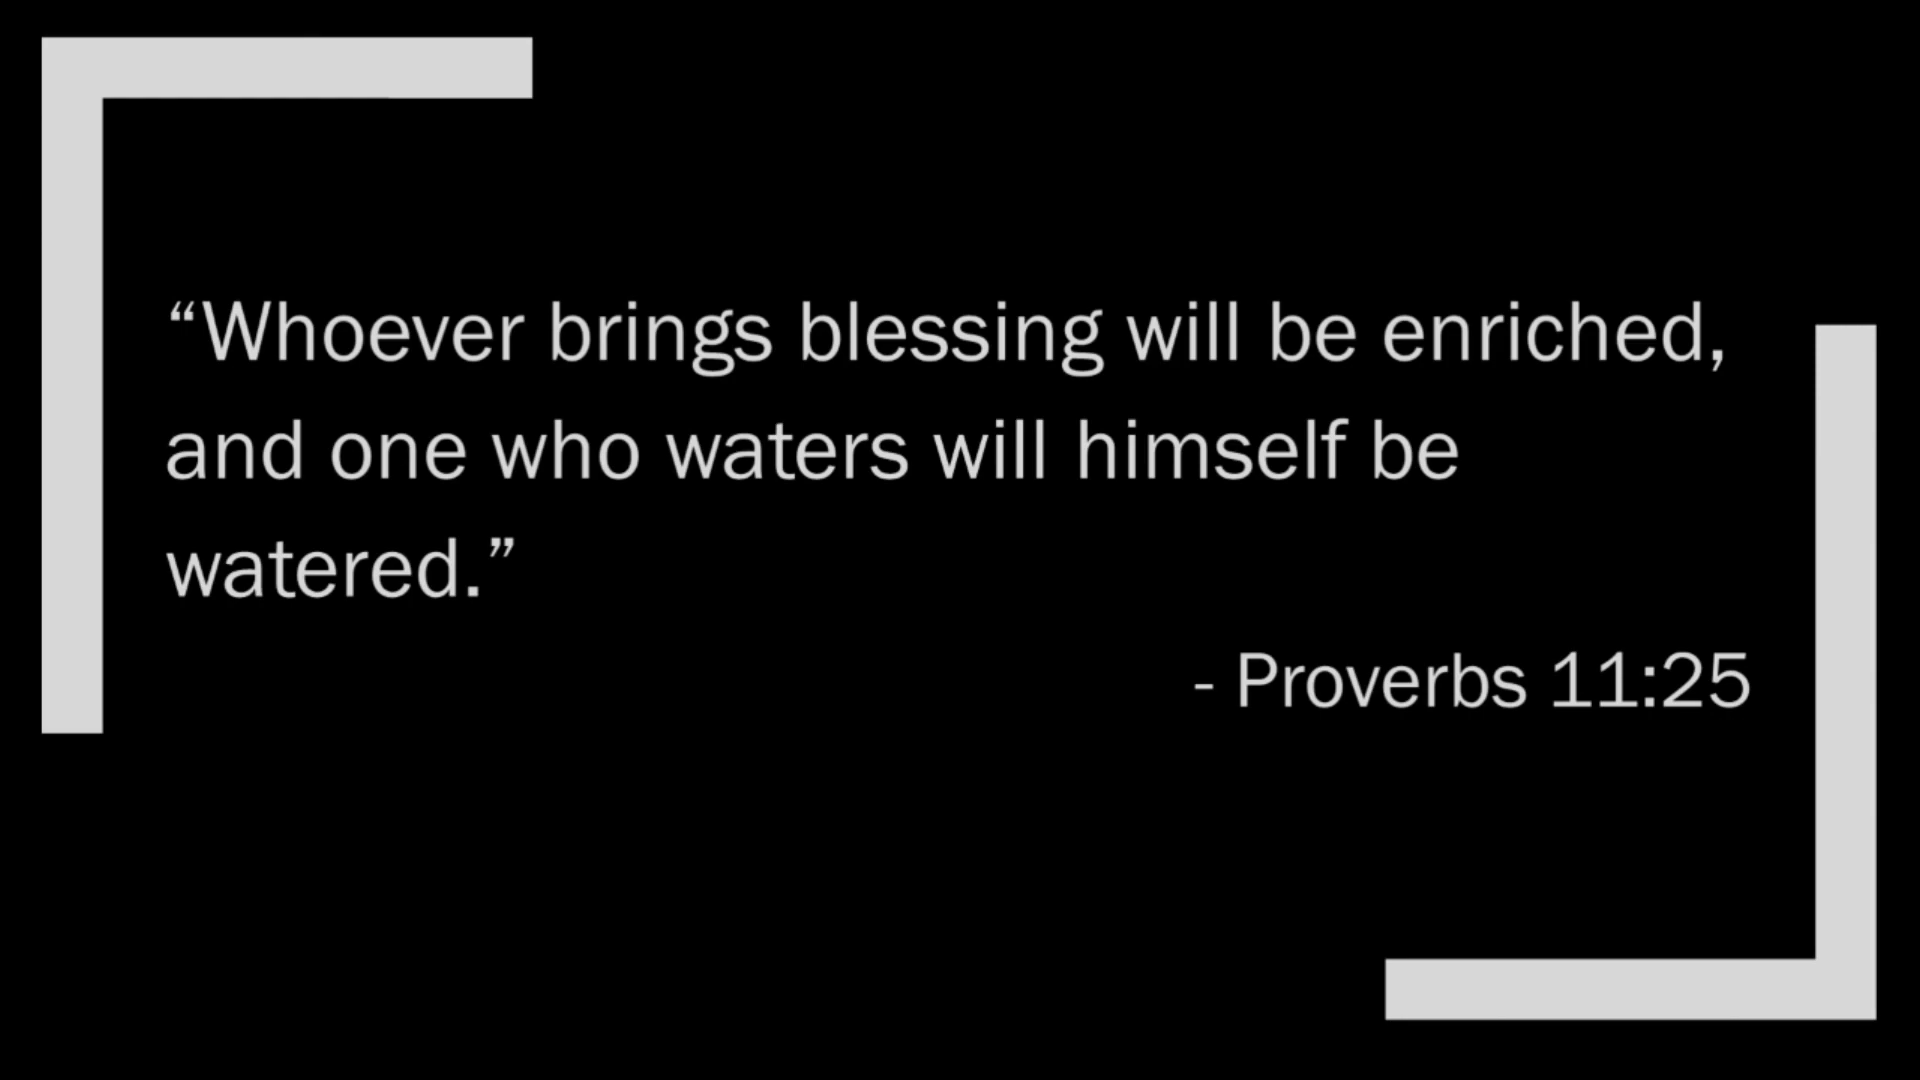 “Whoever brings blessing will be enriched,
and one who waters will himself be
watered.”
- Proverbs 11:25